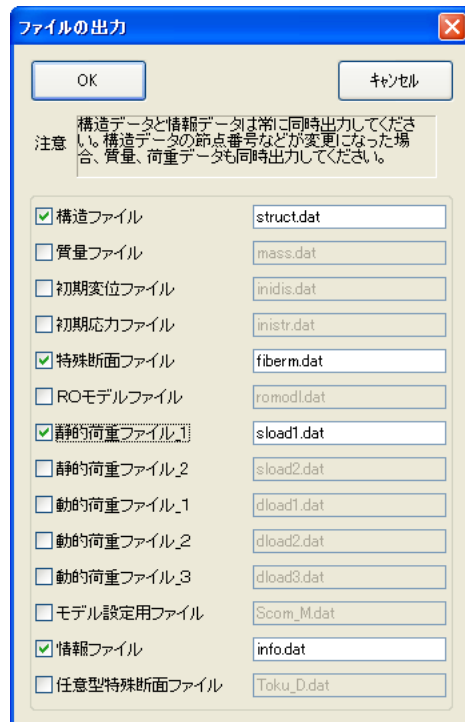 ファイルの出力
OK
キャンセル
注意
構造データと情報データは常に同時出力してくださ
い。構造データの節点番号などが変更になった場
合、質量、荷重データも同時出力してください。
構造ファイル struct.dat
質量ファイル mass.dat
初期変位ファイル inidis.dat
初期応力ファイル inistr.dat
特殊断面ファイル fiberm.dat
ROモデルファイル romodl.dat
静的荷重ファイル_1 sload1.dat
静的荷重ファイル_2 sload2.dat
動的荷重ファイル_1 dload1.dat
動的荷重ファイル_2 dload2.dat
動的荷重ファイル_3 dload3.dat
モデル設定用ファイル Scom_M.dat
情報ファイル info.dat
任意型特殊断面ファイル Toku_D.dat